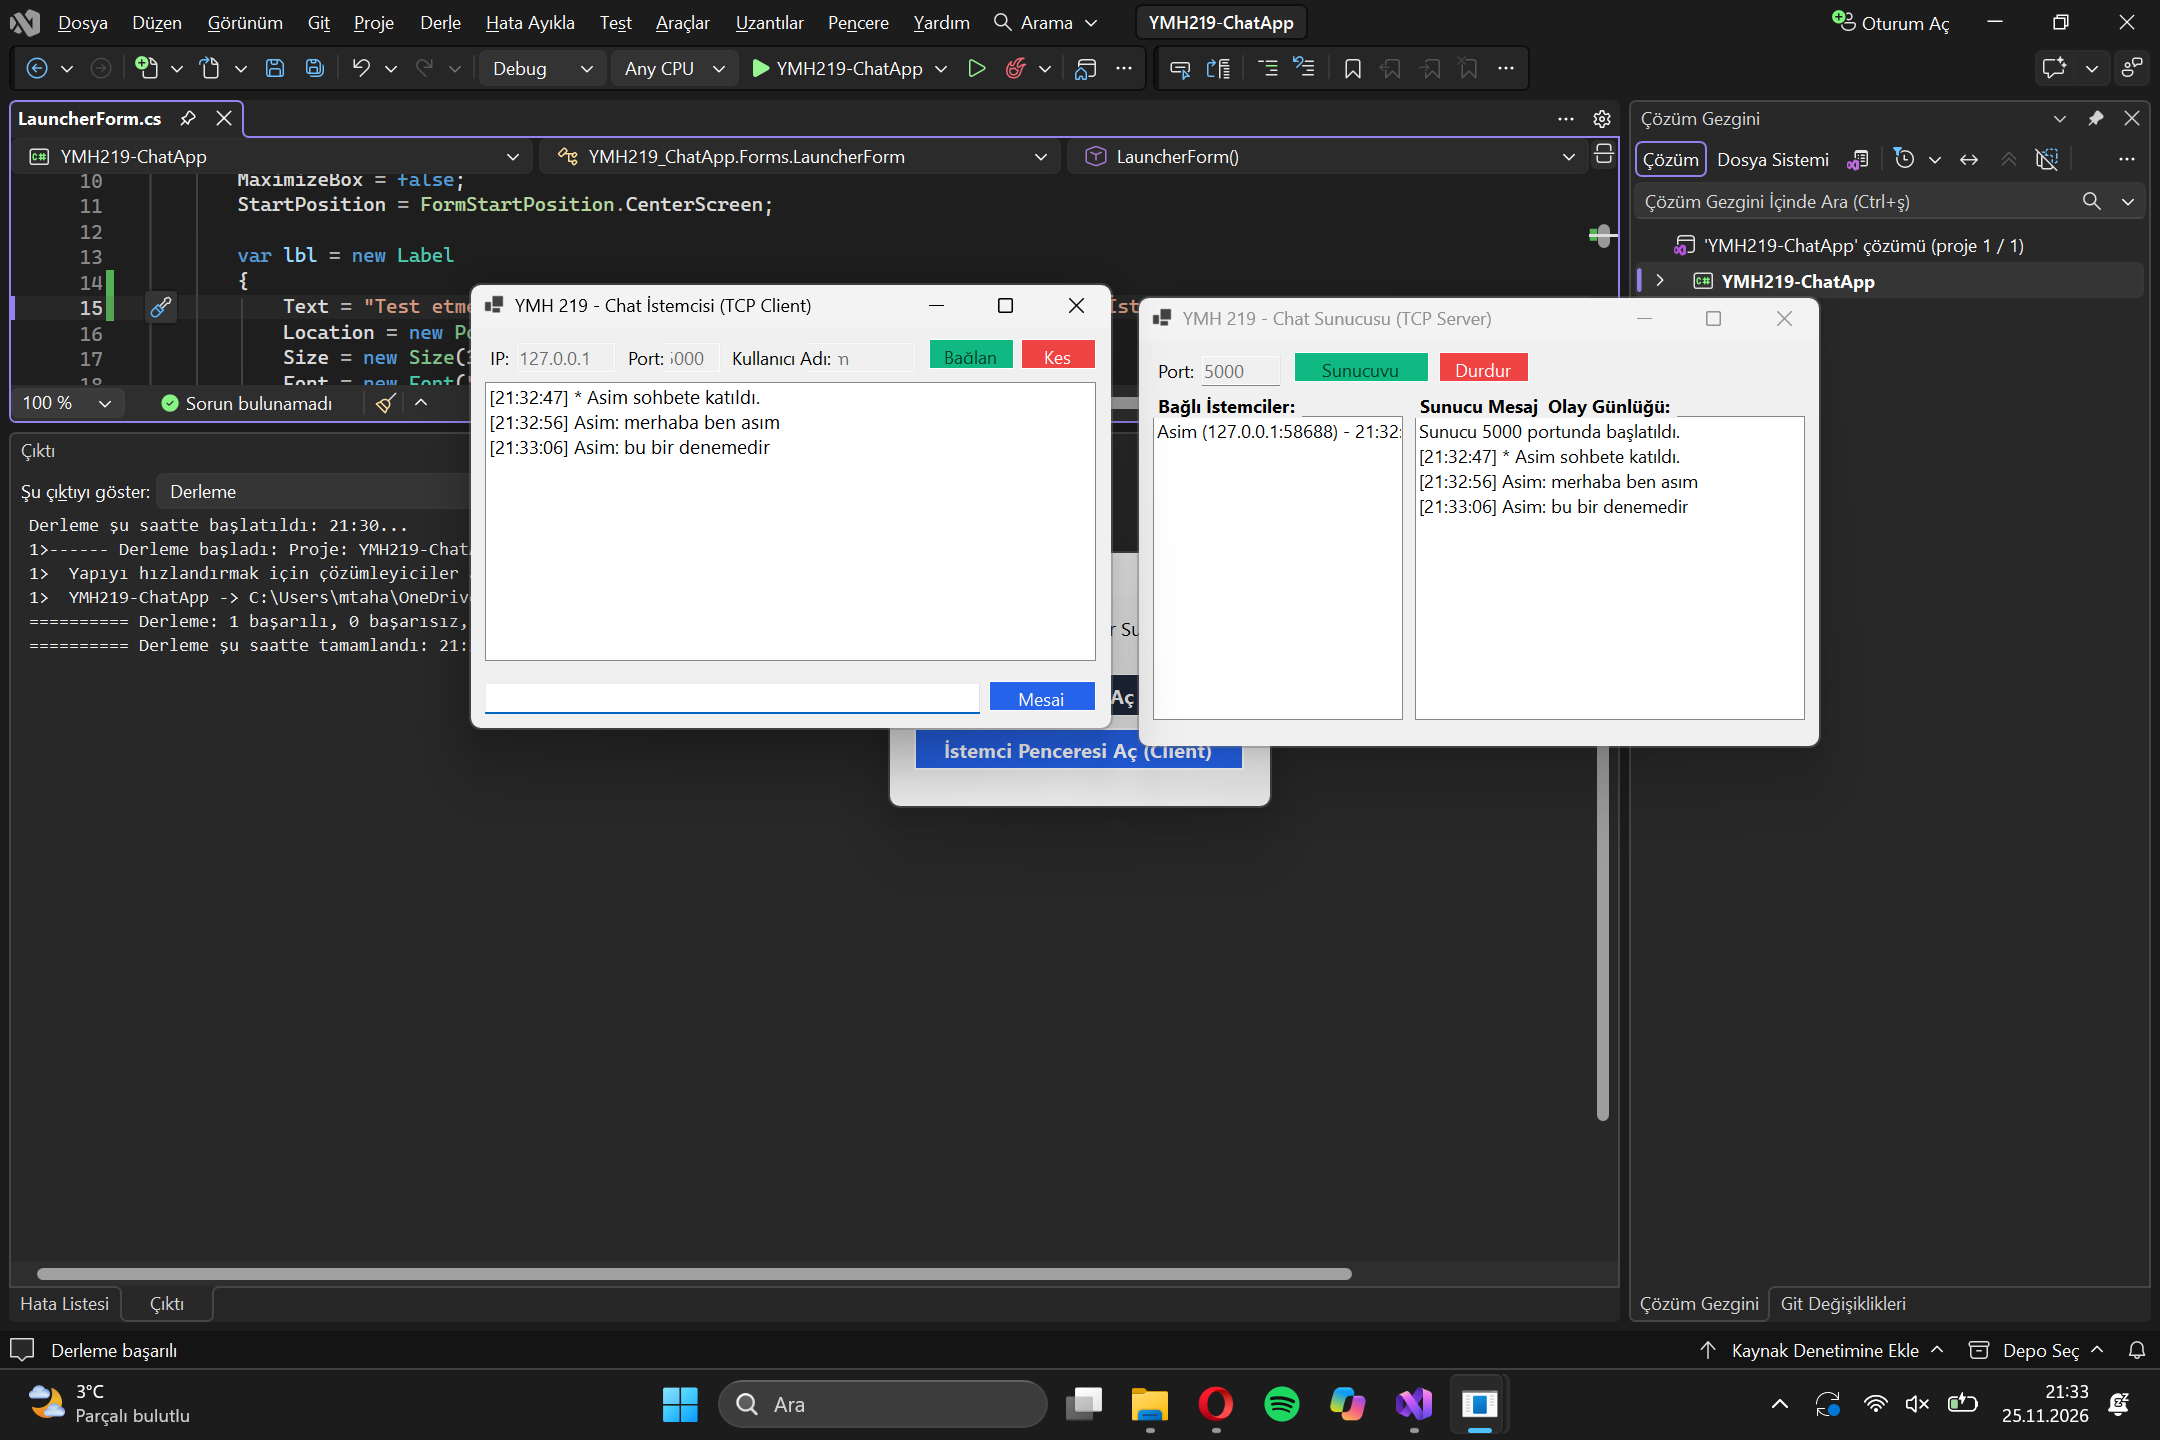 Dosya Düzen Görünüm Git Proje Derle Hata Ayıkla Test Araçlar Uzantılar Pencere Yardım Arama YMH219-ChatApp Oturum Aç
Debug Any CPU YMH219-ChatApp
LauncherForm.cs
YMH219-ChatApp YMH219_ChatApp.Forms.LauncherForm LauncherForm()
10 MaximizeBox = false;
11 StartPosition = FormStartPosition.CenterScreen;
12
13 var lbl = new Label
14 {
15 Text = "Test etme
16 Location = new Po
17 Size = new Size(
18 Font = new Font(
100 % Sorun bulunamadı
Çıktı
Şu çıktıyı göster: Derleme
Derleme şu saatte başlatıldı: 21:30...
1>------ Derleme başladı: Proje: YMH219-Chat
1> Yapıyı hızlandırmak için çözümleyiciler
1> YMH219-ChatApp -> C:\Users\mtaha\OneDriv
========== Derleme: 1 başarılı, 0 başarısız,
========== Derleme şu saatte tamamlandı: 21:
YMH 219 - Chat İstemcisi (TCP Client)
IP: 127.0.0.1 Port: 5000 Kullanıcı Adı: m Bağlan Kes
[21:32:47] * Asim sohbete katıldı.
[21:32:56] Asim: merhaba ben asım
[21:33:06] Asim: bu bir denemedir
Mesai
r Su
Aç
İstemci Penceresi Aç (Client)
YMH 219 - Chat Sunucusu (TCP Server)
Port: 5000 Sunucuvu Durdur
Bağlı İstemciler: Sunucu Mesaj Olay Günlüğü:
Asim (127.0.0.1:58688) - 21:32:
Sunucu 5000 portunda başlatıldı.
[21:32:47] * Asim sohbete katıldı.
[21:32:56] Asim: merhaba ben asım
[21:33:06] Asim: bu bir denemedir
Çözüm Gezgini
Çözüm Dosya Sistemi
Çözüm Gezgini İçinde Ara (Ctrl+ş)
'YMH219-ChatApp' çözümü (proje 1 / 1)
YMH219-ChatApp
Hata Listesi Çıktı
Çözüm Gezgini Git Değişiklikleri
Derleme başarılı
Kaynak Denetimine Ekle Depo Seç
3°C
Parçalı bulutlu
Ara
21:33
25.11.2026